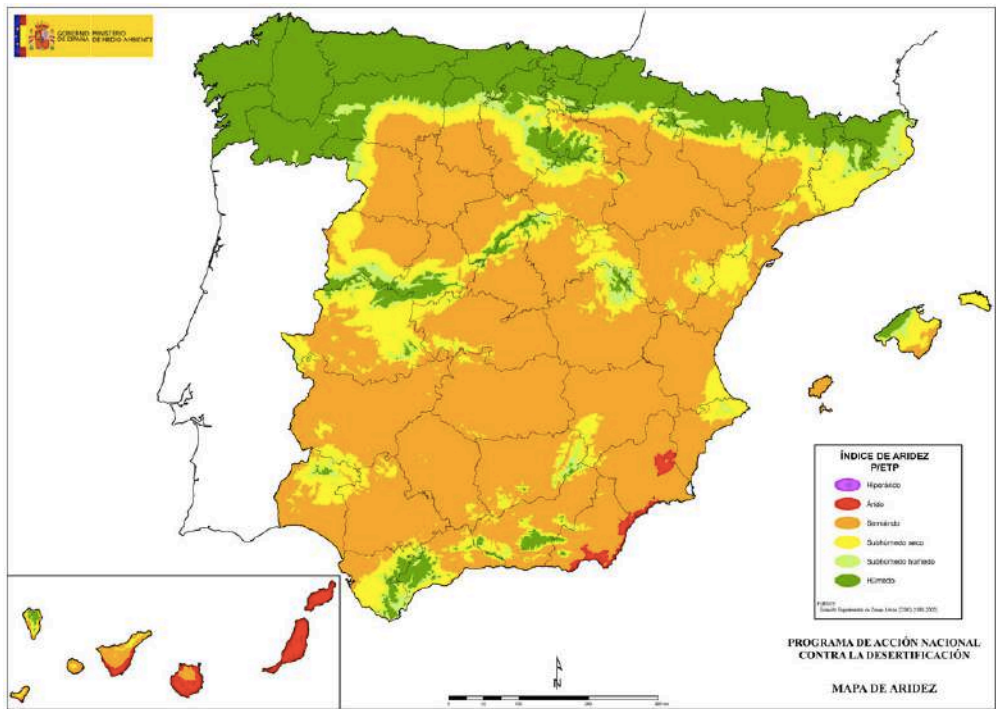 GOBIERNO DE ESPAÑA
MINISTERIO DE MEDIO AMBIENTE
ÍNDICE DE ARIDEZ
P/ETP
Hiperárido
Árido
Semiárido
Subhúmedo seco
Subhúmedo húmedo
Húmedo
PROGRAMA DE ACCIÓN NACIONAL
CONTRA LA DESERTIFICACIÓN
MAPA DE ARIDEZ
N